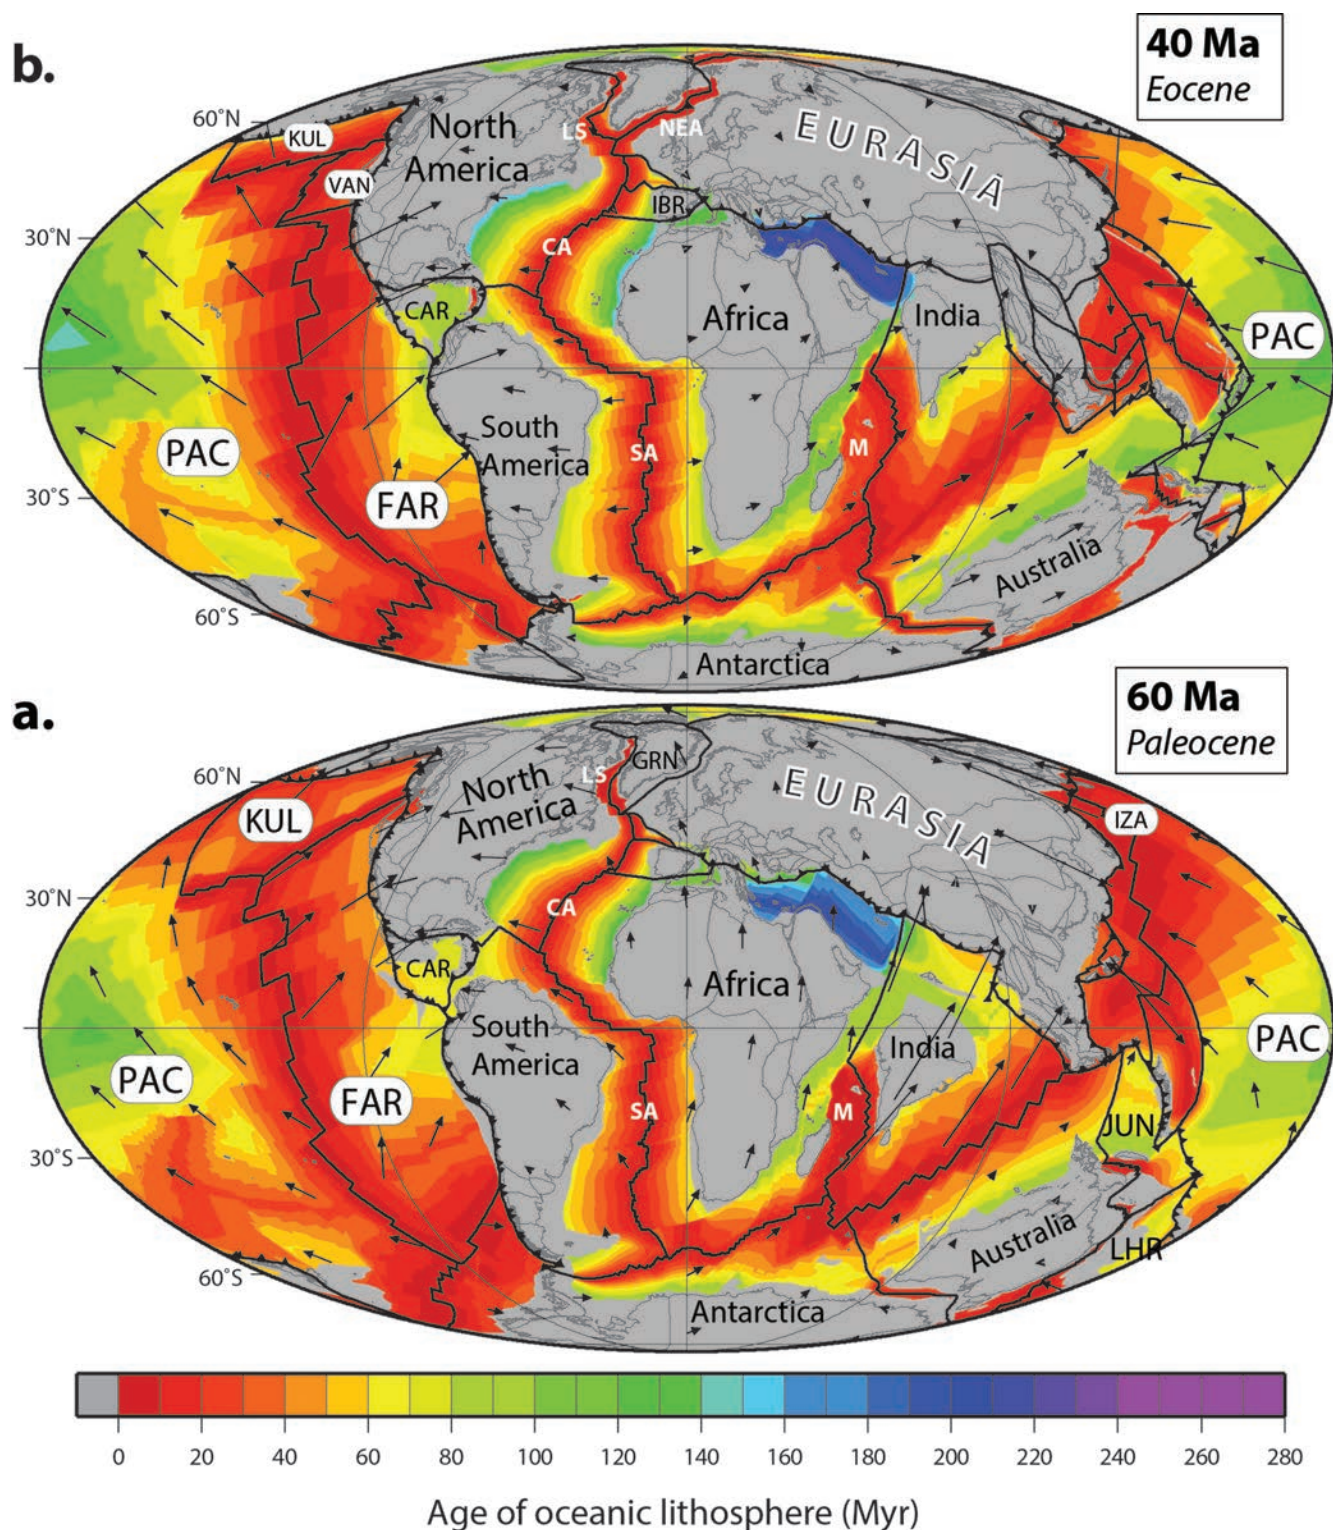 b.
40 Ma
Eocene
60˚N
30˚N
30˚S
60˚S
KUL
VAN
North
America
LS
NEA
EURASIA
IBR
CA
CAR
Africa
India
PAC
South
America
SA
M
PAC
FAR
Australia
Antarctica
a.
60 Ma
Paleocene
60˚N
30˚N
30˚S
60˚S
KUL
North
America
LS
GRN
EURASIA
IZA
CA
CAR
Africa
South
America
India
PAC
PAC
FAR
SA
M
JUN
Australia
LHR
Antarctica
0 20 40 60 80 100 120 140 160 180 200 220 240 260 280
Age of oceanic lithosphere (Myr)